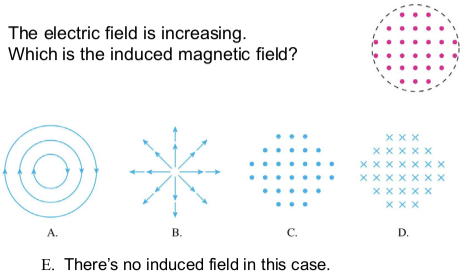 The electric field is increasing.
Which is the induced magnetic field?
A.
B.
C.
D.
E. There's no induced field in this case.